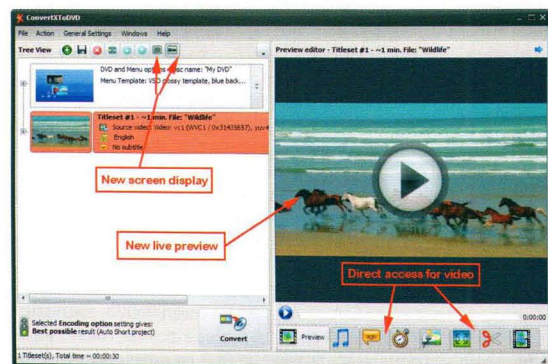 ConvertXToDVD
File Action General Settings Windows Help
Tree View
Preview editor - Titleset #1 - ~1 min. File: "Wildlife"
DVD and Menu options Disc name: "My DVD"
Menu Template: VSO glossy template, blue back...
Titleset #1 - ~1 min. File: "Wildlife"
Source video: Video: vc1 (WVC1 / 0x31435657), yuv4
English
No subtitle
New screen display
New live preview
Direct access for video
0:00:00
Selected Encoding option setting gives:
Best possible result (Auto Short project)
Convert
Preview
1 Titleset(s), Total time ~ 00:00:30